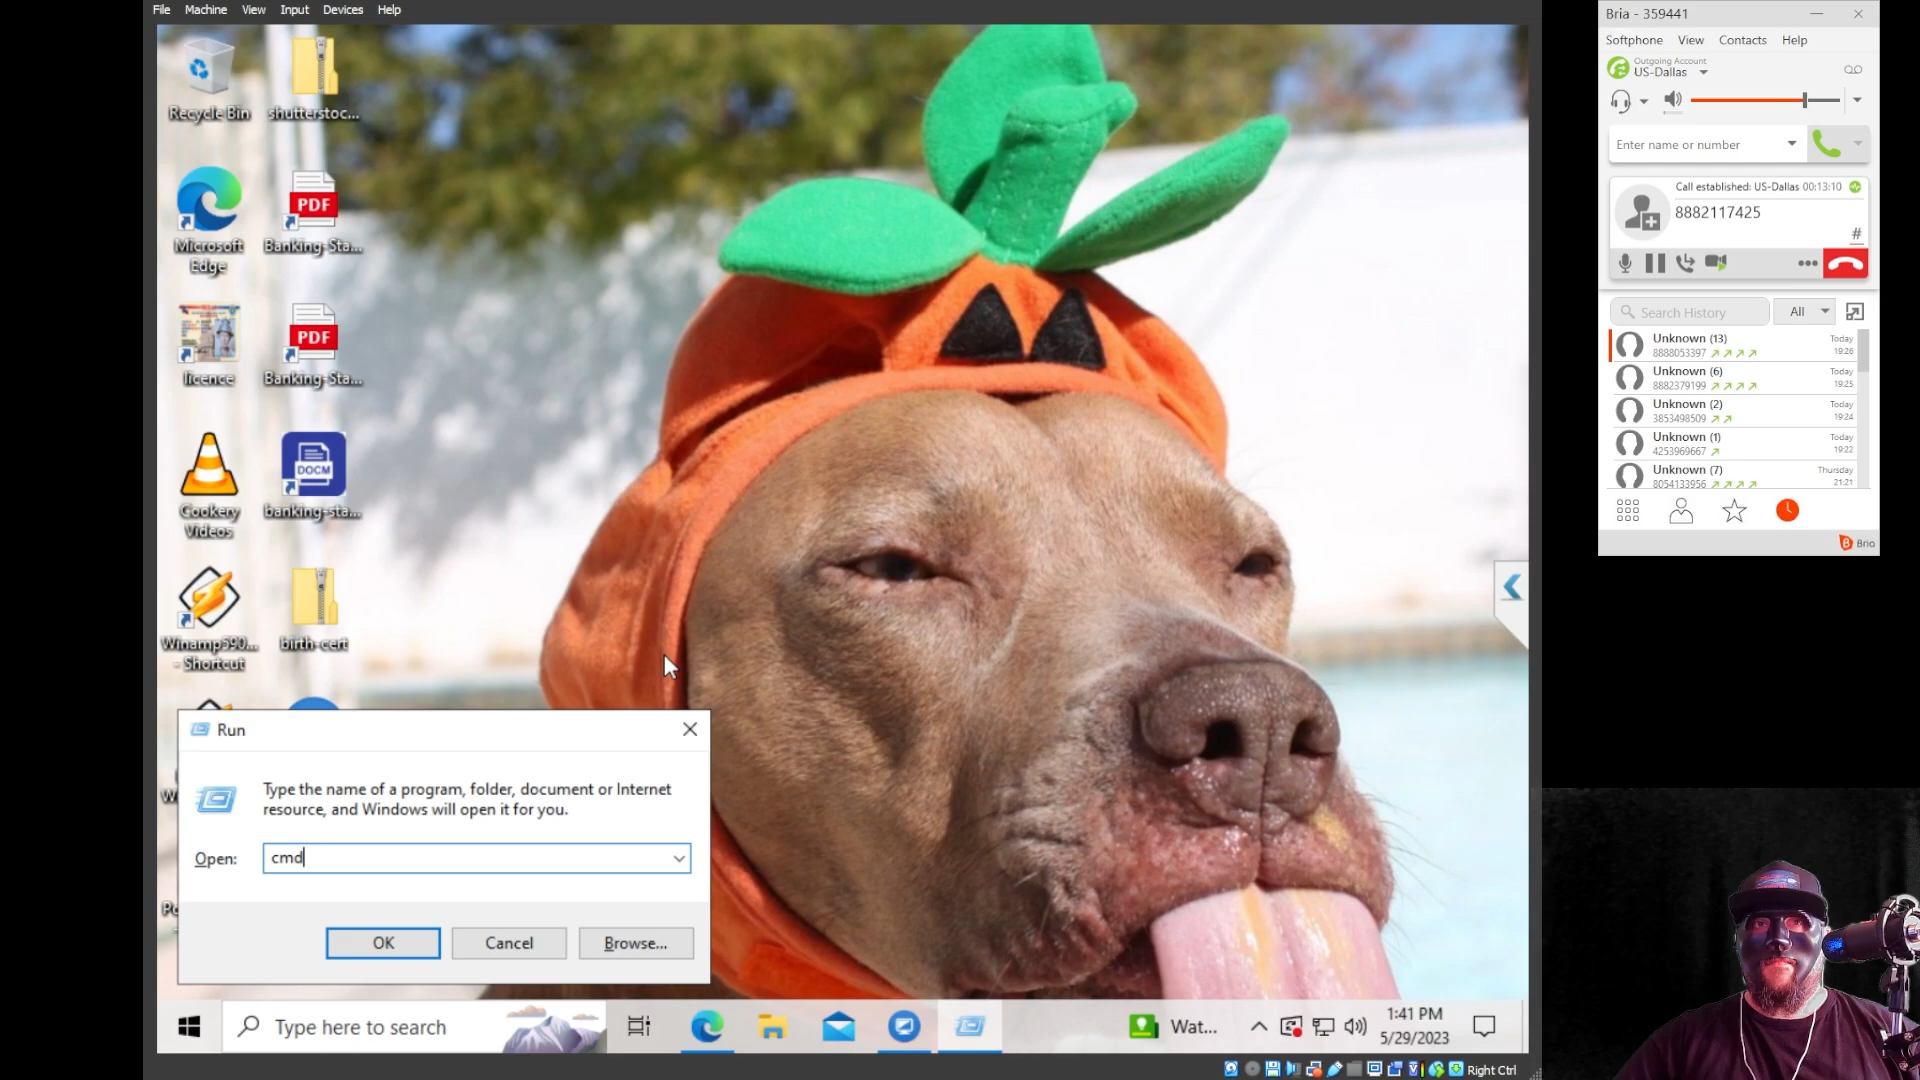 File Machine View Input Devices Help
Recycle Bin
shutterstoc...
Microsoft
Edge
PDF
Banking-Sta...
licence
PDF
Banking-Sta...
Cookery
Videos
DOCM
banking-sta...
Winamp590...
- Shortcut
birth-cert
Run
Type the name of a program, folder, document or Internet
resource, and Windows will open it for you.
Open:
cmd
OK
Cancel
Browse...
Type here to search
Wat...
1:41 PM
5/29/2023
Right Ctrl
Bria - 359441
Softphone View Contacts Help
Outgoing Account
US-Dallas
Enter name or number
Call established: US-Dallas 00:13:10
8882117425
#
Search History
All
Unknown (13)
Today
8888053397
19:26
Unknown (6)
Today
8882379199
19:25
Unknown (2)
Today
3853498509
19:24
Unknown (1)
Today
4253969667
19:22
Unknown (7)
Thursday
8054133956
21:21
Bria